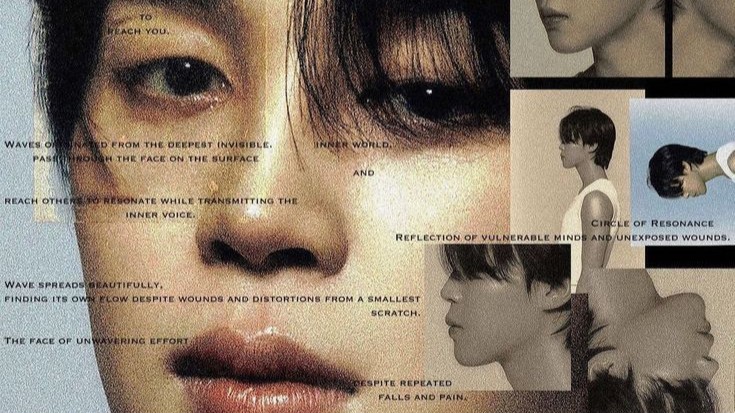 TO
REACH YOU.
WAVES ORIGINATED FROM THE DEEPEST INVISIBLE. INNER WORLD,
PASS THROUGH THE FACE ON THE SURFACE
AND
REACH OTHERS TO RESONATE WHILE TRANSMITTING THE
INNER VOICE.
CIRCLE OF RESONANCE
REFLECTION OF VULNERABLE MINDS AND UNEXPOSED WOUNDS.
WAVE SPREADS BEAUTIFULLY,
FINDING ITS OWN FLOW DESPITE WOUNDS AND DISTORTIONS FROM A SMALLEST
SCRATCH.
THE FACE OF UNWAVERING EFFORT
DESPITE REPEATED
FALLS AND PAIN.